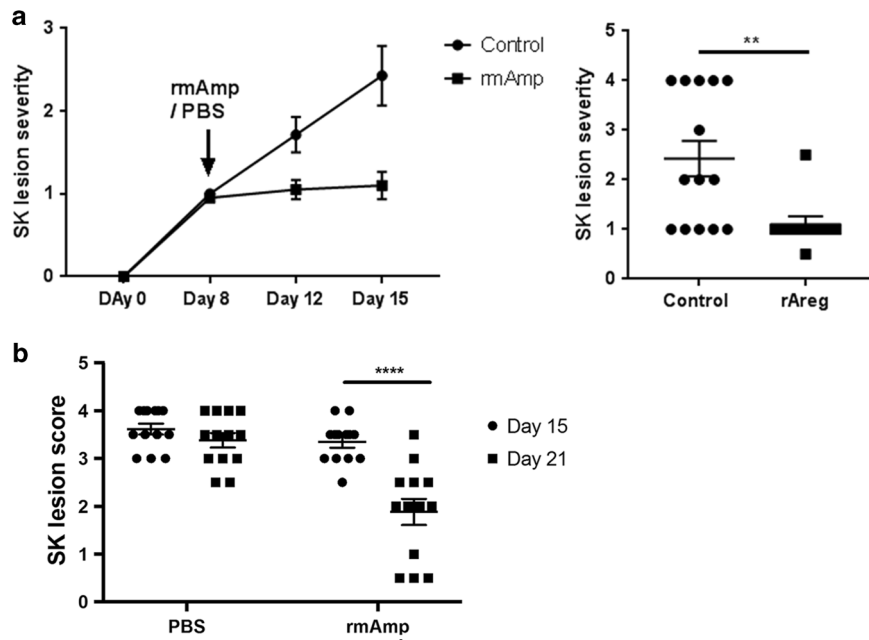 a
SK lesion severity
3
2
1
0
rmAmp
/ PBS
DAy 0
Day 8
Day 12
Day 15
Control
rmAmp
SK lesion severity
5
4
3
2
1
0
**
Control
rAreg
b
SK lesion score
5
4
3
2
1
0
****
PBS
rmAmp
Day 15
Day 21